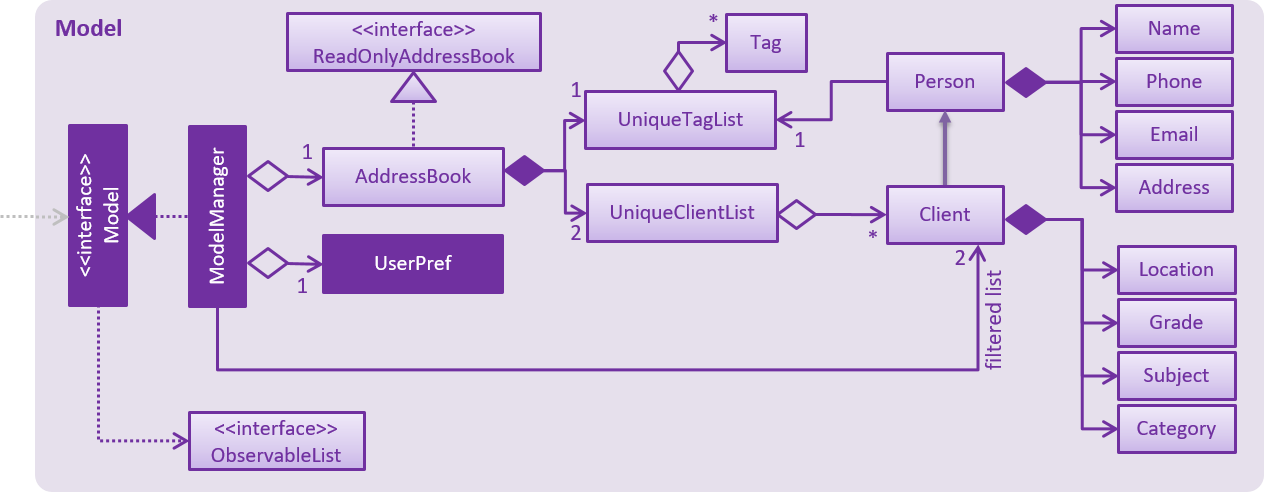 Model
<<interface>>
ReadOnlyAddressBook
*
Tag
Name
Phone
Email
Address
Person
1
UniqueTagList
1
<<interface>>
Model
ModelManager
1
AddressBook
2
UniqueClientList
*
Client
2
filtered list
1
UserPref
Location
Grade
Subject
Category
<<interface>>
ObservableList